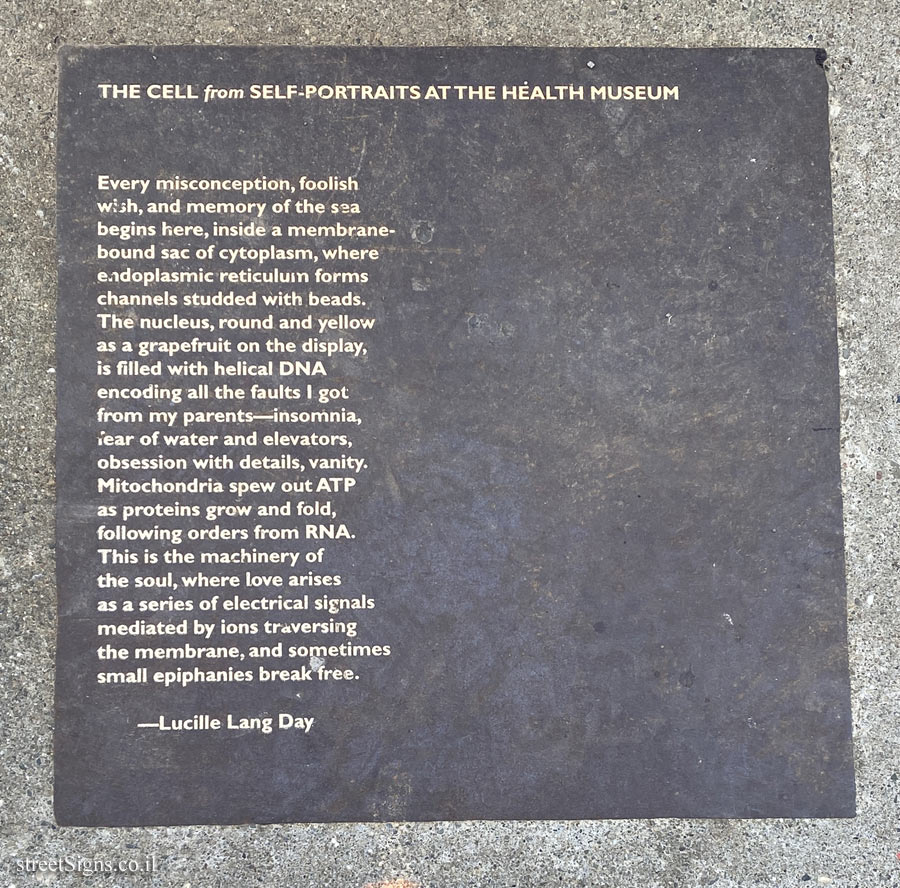 THE CELL from SELF-PORTRAITS AT THE HEALTH MUSEUM
Every misconception, foolish
wish, and memory of the sea
begins here, inside a membrane-
bound sac of cytoplasm, where
endoplasmic reticulum forms
channels studded with beads.
The nucleus, round and yellow
as a grapefruit on the display,
is filled with helical DNA
encoding all the faults I got
from my parents—insomnia,
fear of water and elevators,
obsession with details, vanity.
Mitochondria spew out ATP
as proteins grow and fold,
following orders from RNA.
This is the machinery of
the soul, where love arises
as a series of electrical signals
mediated by ions traversing
the membrane, and sometimes
small epiphanies break free.
—Lucille Lang Day
streetSigns.co.il